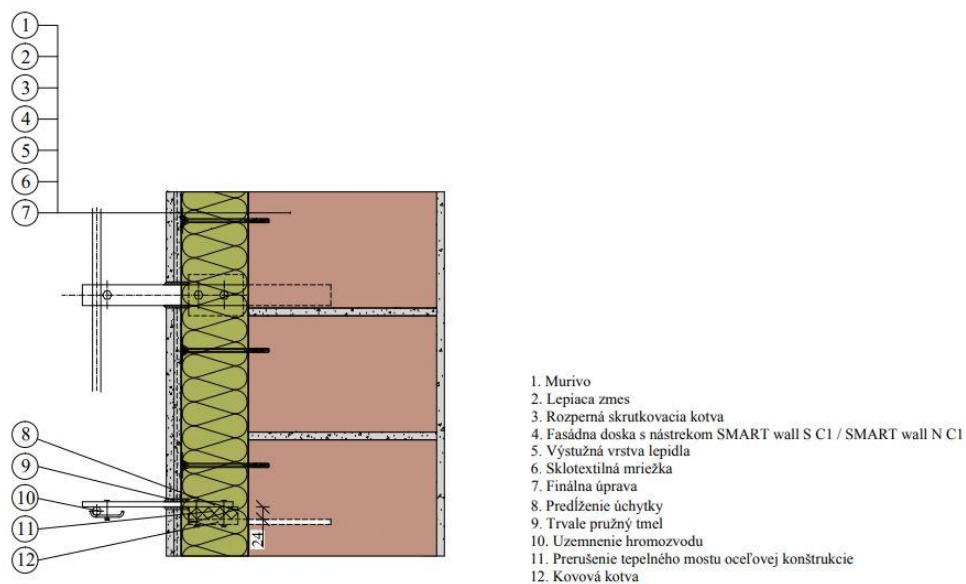 1
2
3
4
5
6
7
8
9
10
11
12
24
1. Murivo
2. Lepiaca zmes
3. Rozperná skrutkovacia kotva
4. Fasádna doska s nástrekom SMART wall S C1 / SMART wall N C1
5. Výstužná vrstva lepidla
6. Sklotextilná mriežka
7. Finálna úprava
8. Predĺženie úchytky
9. Trvale pružný tmel
10. Uzemnenie hromozvodu
11. Prerušenie tepelného mostu oceľovej konštrukcie
12. Kovová kotva